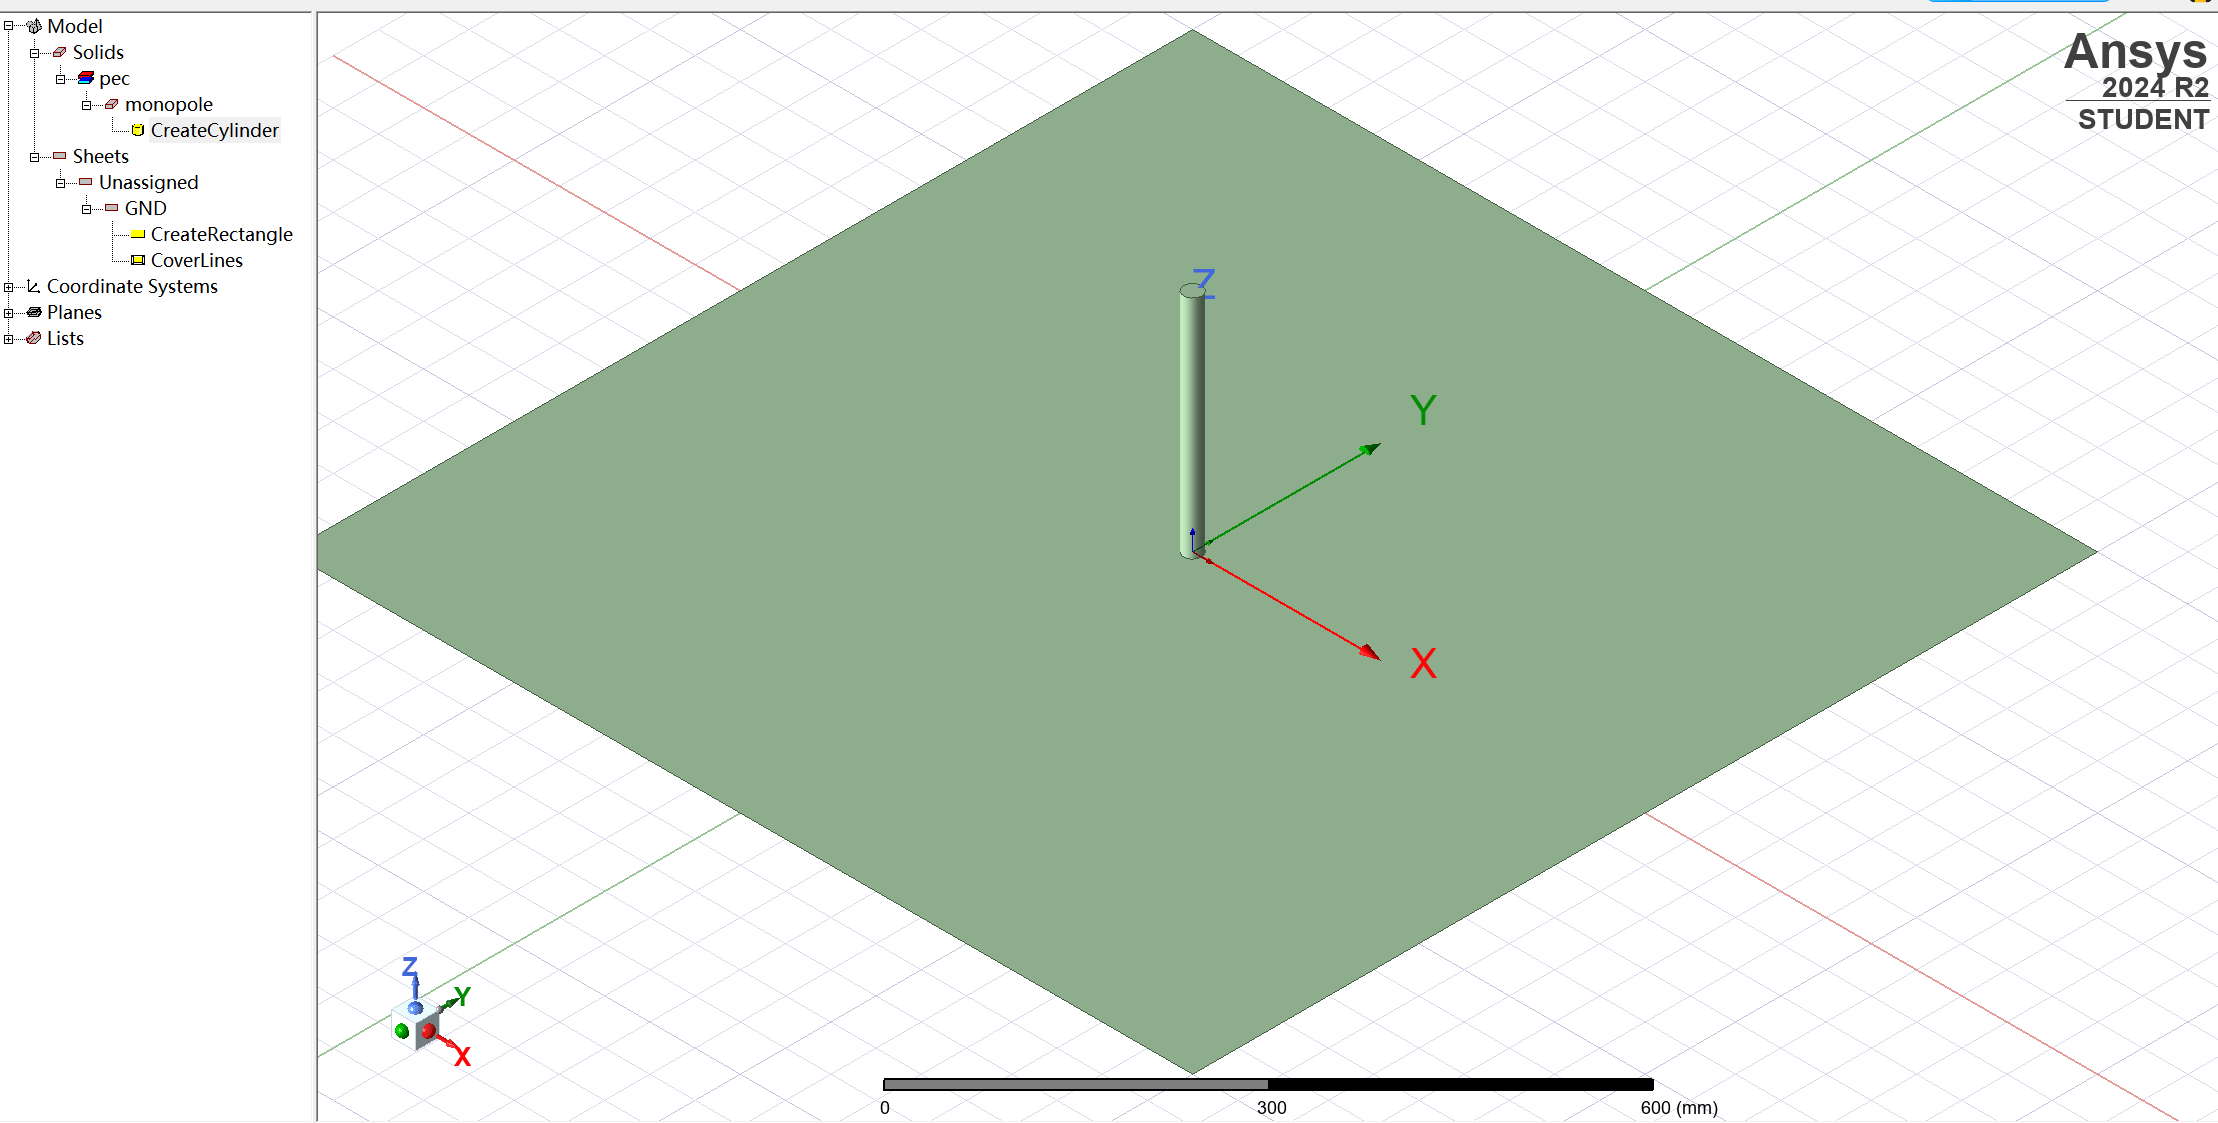 Model
Solids
pec
monopole
CreateCylinder
Sheets
Unassigned
GND
CreateRectangle
CoverLines
Coordinate Systems
Planes
Lists
Ansys
2024 R2
STUDENT
Z
Y
X
Z
Y
X
0
300
600 (mm)